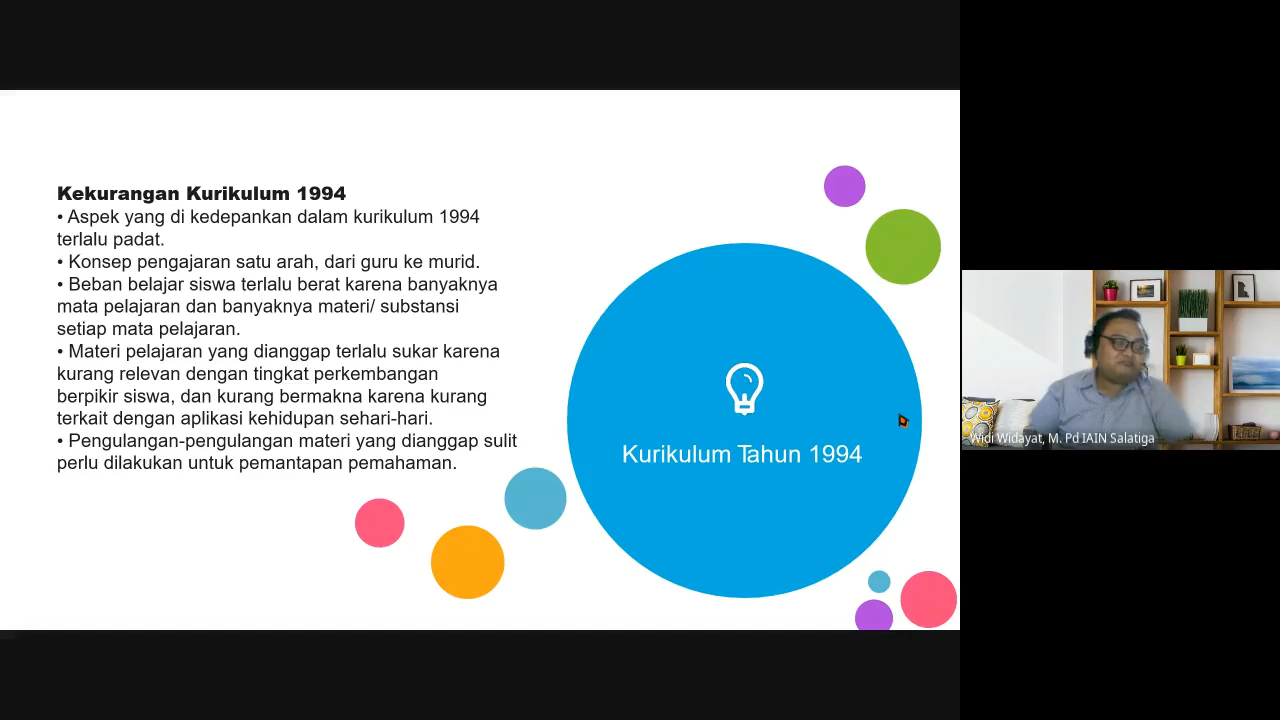 Kekurangan Kurikulum 1994
• Aspek yang di kedepankan dalam kurikulum 1994
terlalu padat.
• Konsep pengajaran satu arah, dari guru ke murid.
• Beban belajar siswa terlalu berat karena banyaknya
mata pelajaran dan banyaknya materi/ substansi
setiap mata pelajaran.
• Materi pelajaran yang dianggap terlalu sukar karena
kurang relevan dengan tingkat perkembangan
berpikir siswa, dan kurang bermakna karena kurang
terkait dengan aplikasi kehidupan sehari-hari.
• Pengulangan-pengulangan materi yang dianggap sulit
perlu dilakukan untuk pemantapan pemahaman.
Kurikulum Tahun 1994
Widi Widayat, M. Pd IAIN Salatiga